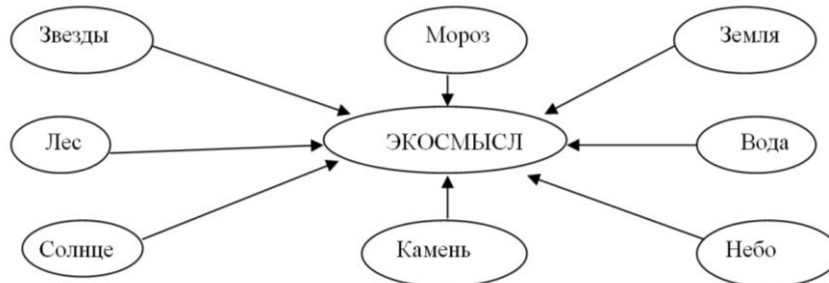 Звезды
Мороз
Земля
Лес
ЭКОСМЫСЛ
Вода
Солнце
Камень
Небо